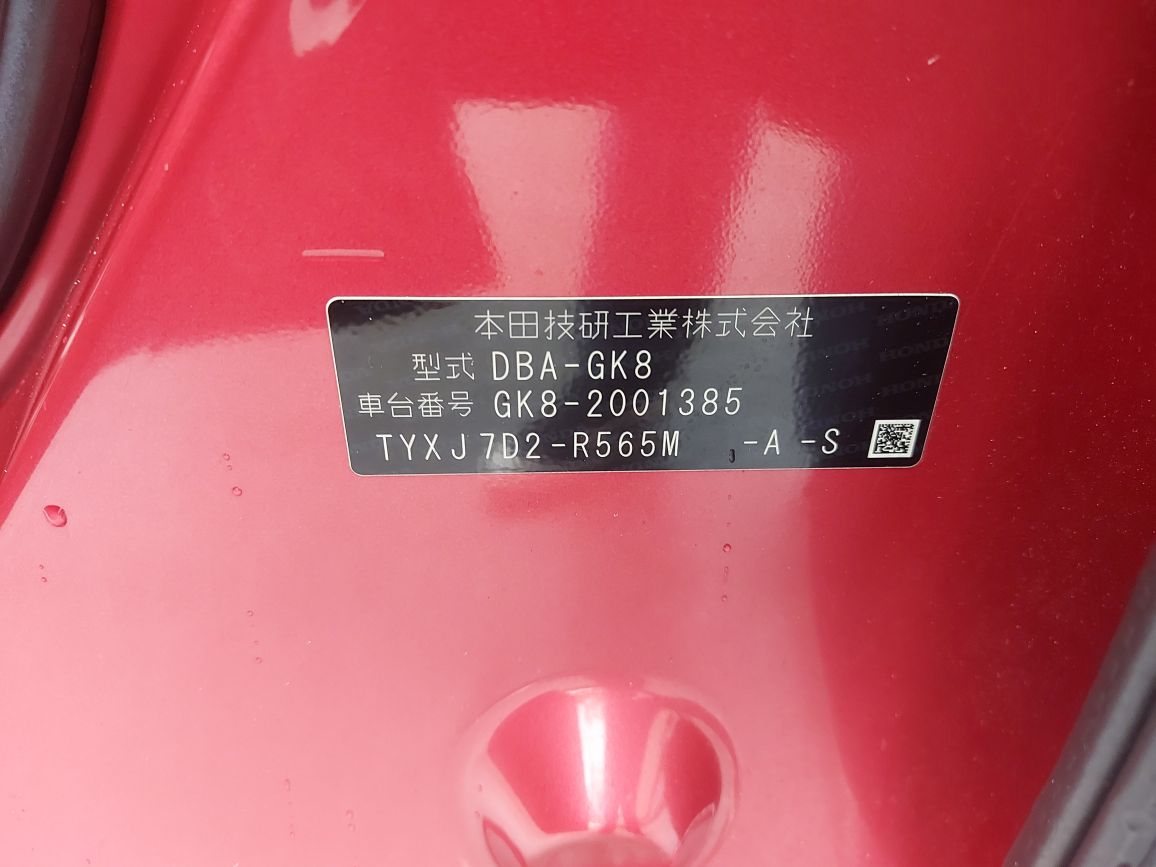 本田技研工業株式会社
型式 DBA-GK8
車台番号 GK8-2001385
TYXJ7D2-R565M -A -S